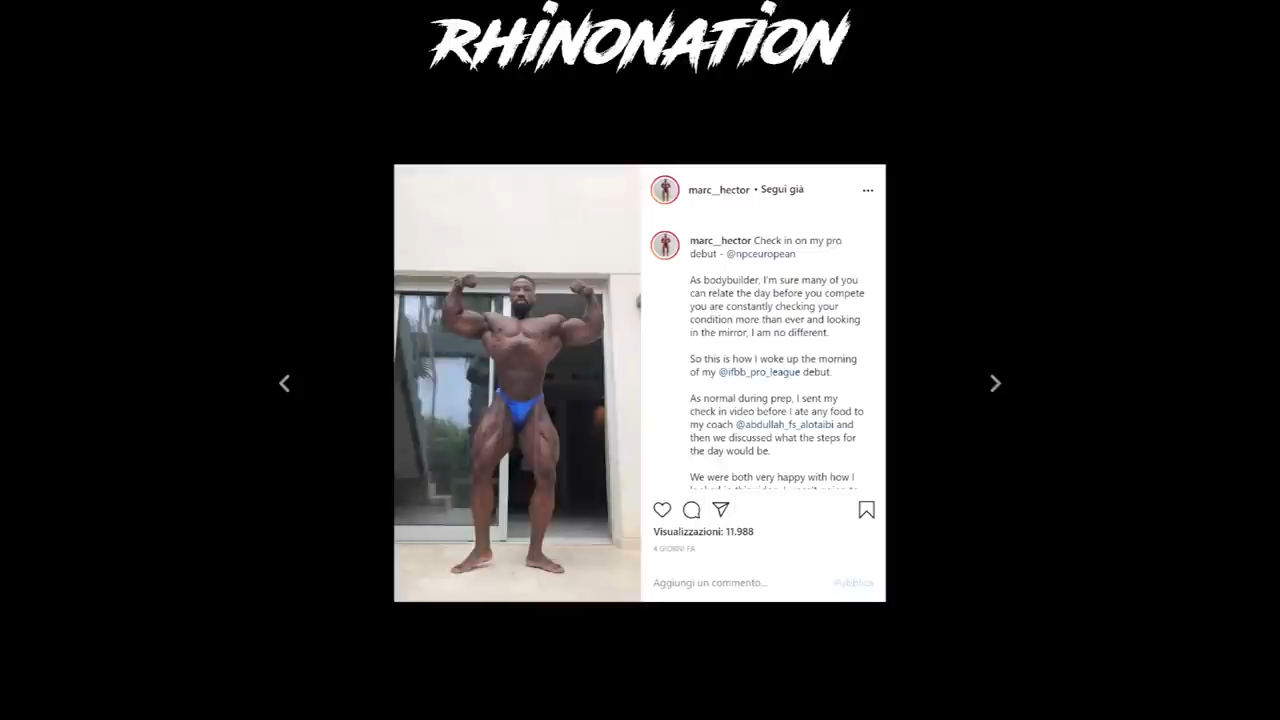 RHINONATION
marc__hector • Segui già
marc__hector Check in on my pro
debut - @npceuropean
As bodybuilder, I'm sure many of you
can relate the day before you compete
you are constantly checking your
condition more than ever and looking
in the mirror, I am no different.
So this is how I woke up the morning
of my @ifbb_pro_league debut.
As normal during prep, I sent my
check in video before I ate any food to
my coach @abdullah_fs_alotaibi and
then we discussed what the steps for
the day would be.
We were both very happy with how I
Visualizzazioni: 11.988
4 GIORNI FA
Aggiungi un commento...